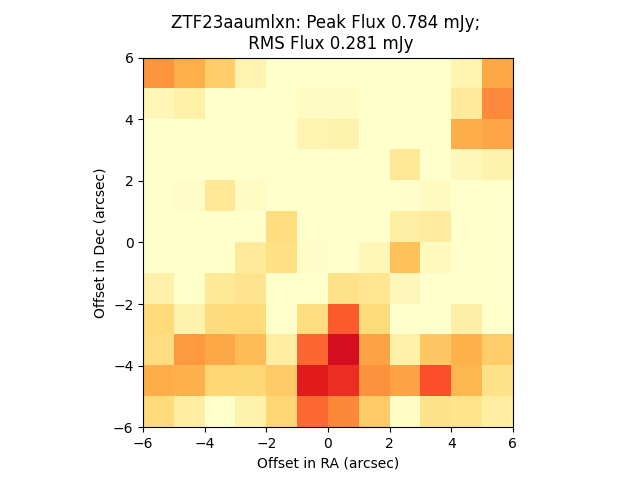 ZTF23aaumlxn: Peak Flux 0.784 mJy;
RMS Flux 0.281 mJy
6
4
2
0
−2
−4
−6
Offset in Dec (arcsec)
−6 −4 −2 0 2 4 6
Offset in RA (arcsec)